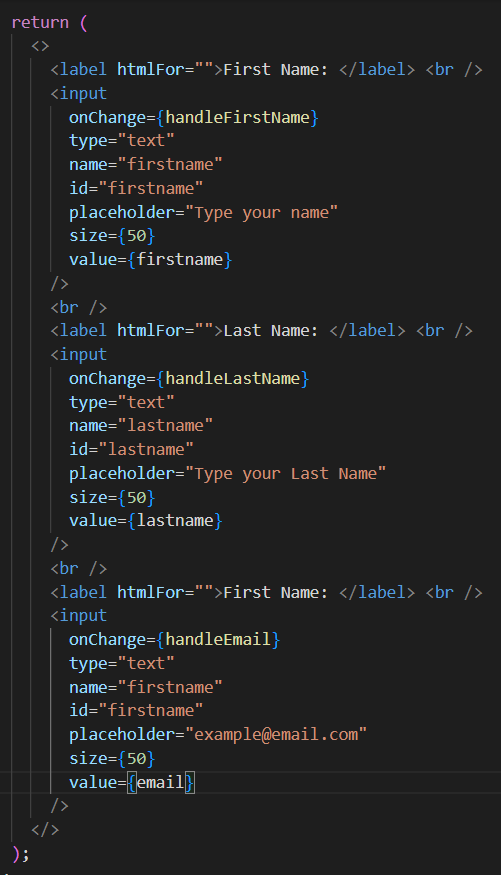 return (
<>
<label htmlFor="">First Name: </label> <br />
<input
onChange={handleFirstName}
type="text"
name="firstname"
id="firstname"
placeholder="Type your name"
size={50}
value={firstname}
/>
<br />
<label htmlFor="">Last Name: </label> <br />
<input
onChange={handleLastName}
type="text"
name="lastname"
id="lastname"
placeholder="Type your Last Name"
size={50}
value={lastname}
/>
<br />
<label htmlFor="">First Name: </label> <br />
<input
onChange={handleEmail}
type="text"
name="firstname"
id="firstname"
placeholder="example@email.com"
size={50}
value={email}
/>
</>
);